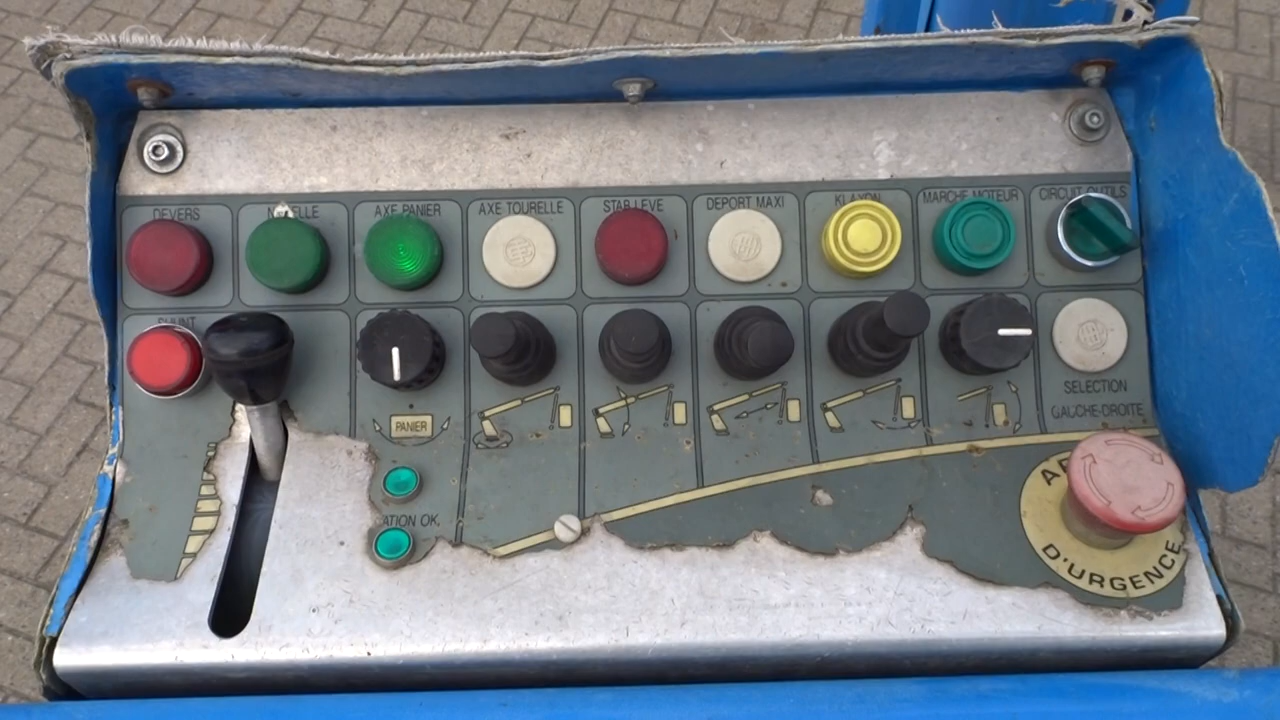 DEVERS
AXE PANIER
AXE TOURELLE
STAB LEVE
DEPORT MAXI
KLAXON
MARCHE MOTEUR
CIRCUIT OUTILS
SHUNT
PANIER
SELECTION
GAUCHE-DROITE
ATION OK.
D'URGENCE